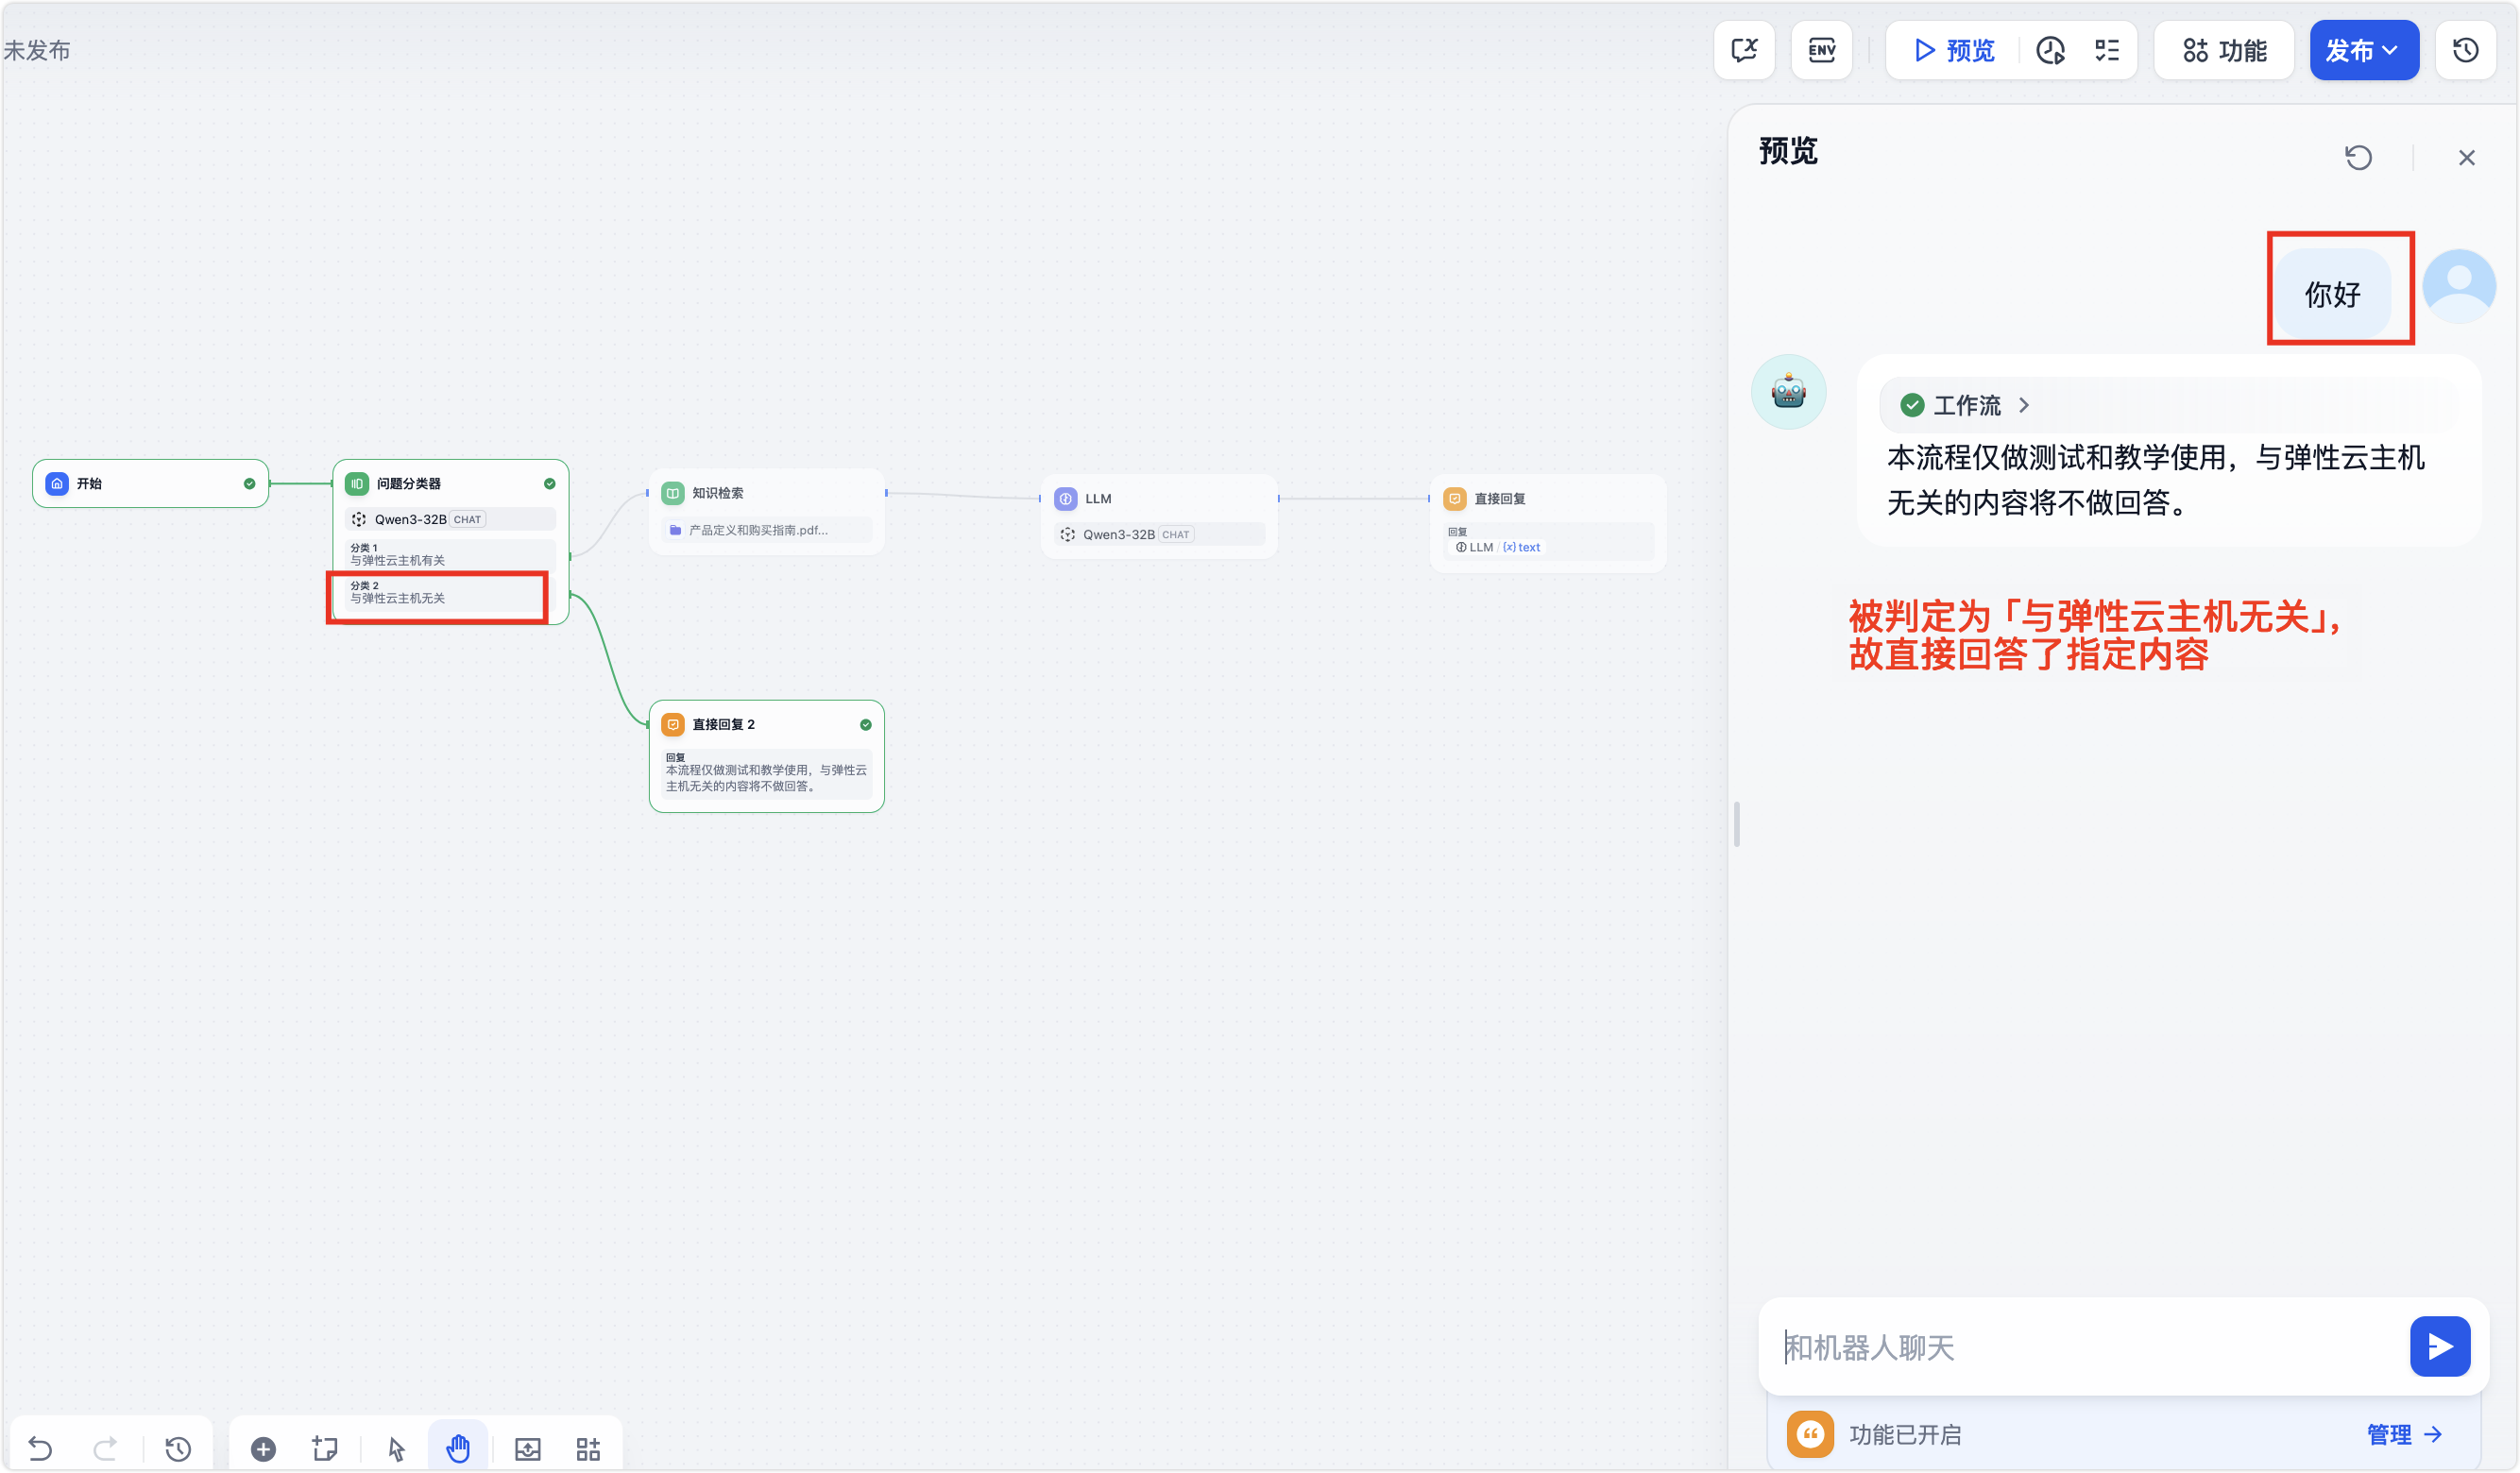 未发布
ENV
预览
功能
发布
预览
你好
工作流
本流程仅做测试和教学使用，与弹性云主机
无关的内容将不做回答。
被判定为「与弹性云主机无关」，
故直接回答了指定内容
开始
问题分类器
Qwen3-32B CHAT
分类 1
与弹性云主机有关
分类 2
与弹性云主机无关
知识检索
产品定义和购买指南.pdf...
LLM
Qwen3-32B CHAT
直接回复
回复
LLM / {x} text
直接回复 2
回复
本流程仅做测试和教学使用，与弹性云
主机无关的内容将不做回答。
和机器人聊天
功能已开启
管理